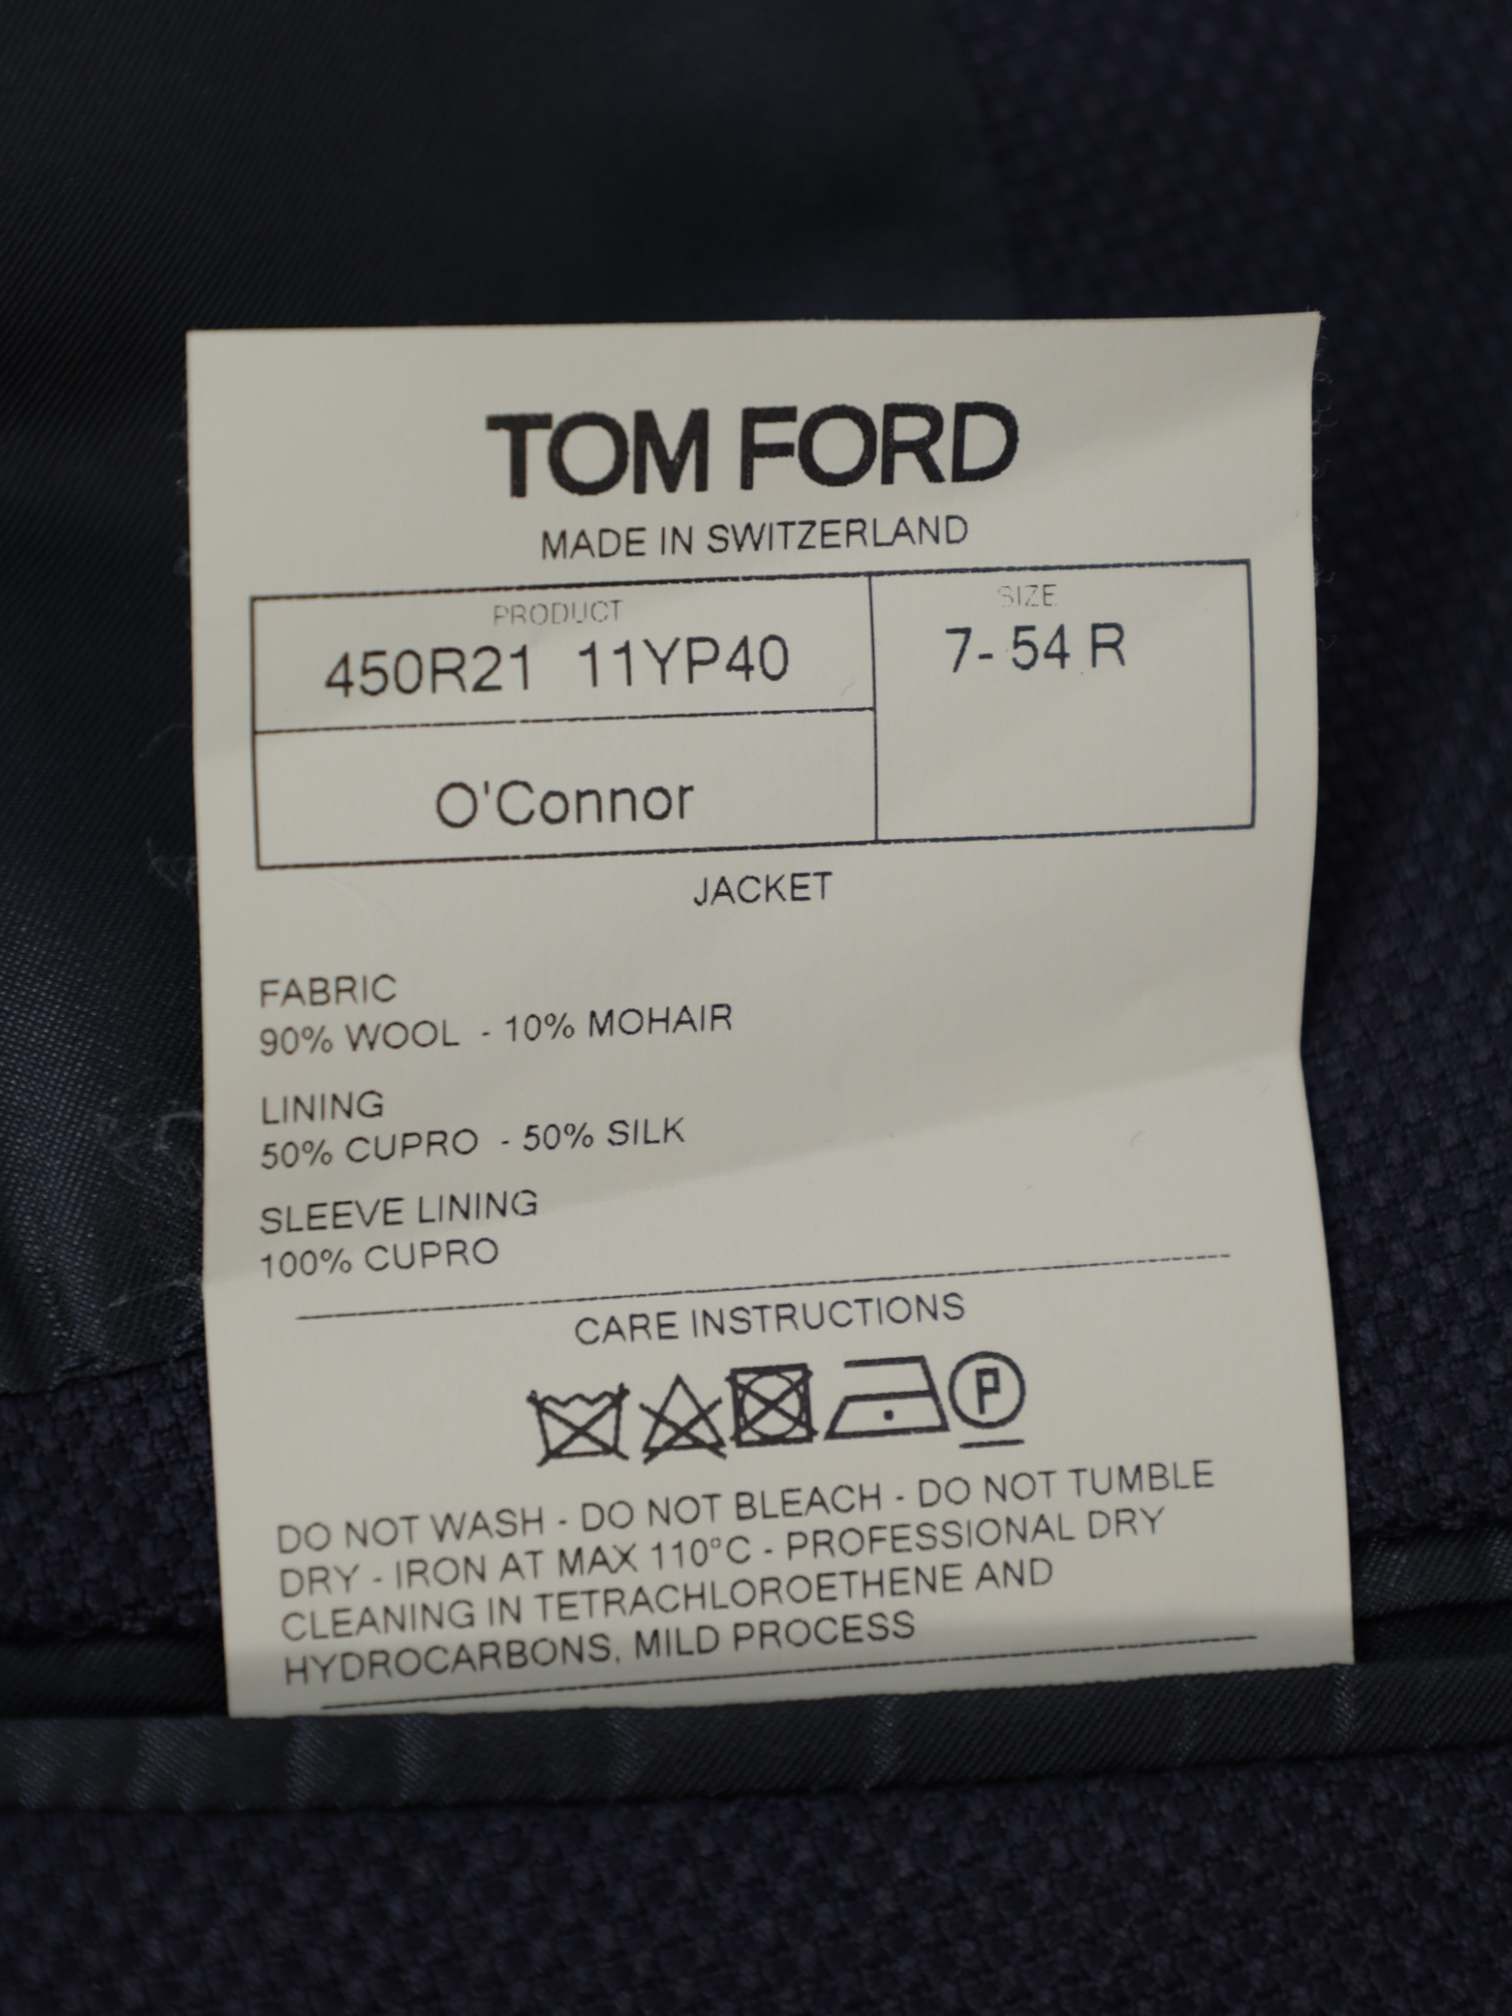 TOM FORD
MADE IN SWITZERLAND
PRODUCT
450R21 11YP40
SIZE
7- 54 R
O'Connor
JACKET
FABRIC
90% WOOL - 10% MOHAIR
LINING
50% CUPRO - 50% SILK
SLEEVE LINING
100% CUPRO
CARE INSTRUCTIONS
P
DO NOT WASH - DO NOT BLEACH - DO NOT TUMBLE
DRY - IRON AT MAX 110°C - PROFESSIONAL DRY
CLEANING IN TETRACHLOROETHENE AND
HYDROCARBONS, MILD PROCESS